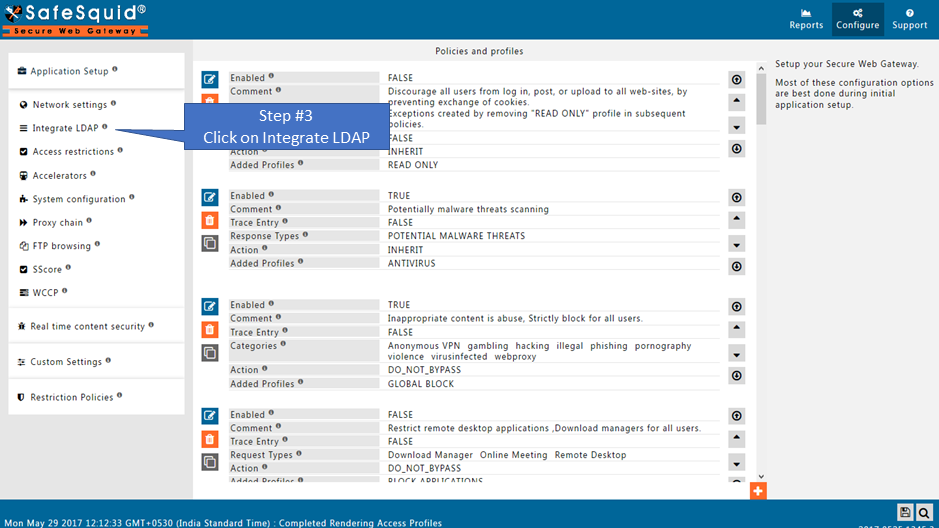 SafeSquid®
Secure Web Gateway
Reports
Configure
Support
Policies and profiles
Application Setup
Network settings
Integrate LDAP
Access restrictions
Accelerators
System configuration
Proxy chain
FTP browsing
SScore
WCCP
Real time content security
Custom Settings
Restriction Policies
Step #3
Click on Integrate LDAP
Enabled FALSE
Comment Discourage all users from log in, post, or upload to all web-sites, by
preventing exchange of cookies.
Exceptions created by removing "READ ONLY" profile in subsequent
policies.
FALSE
Action INHERIT
Added Profiles READ ONLY
Enabled TRUE
Comment Potentially malware threats scanning
Trace Entry FALSE
Response Types POTENTIAL MALWARE THREATS
Action INHERIT
Added Profiles ANTIVIRUS
Enabled TRUE
Comment Inappropriate content is abuse, Strictly block for all users.
Trace Entry FALSE
Categories Anonymous VPN gambling hacking illegal phishing pornography
violence virusinfected webproxy
Action DO_NOT_BYPASS
Added Profiles GLOBAL BLOCK
Enabled FALSE
Comment Restrict remote desktop applications ,Download managers for all users.
Trace Entry FALSE
Request Types Download Manager Online Meeting Remote Desktop
Action DO_NOT_BYPASS
Added Profiles BLOCK APPLICATIONS
Setup your Secure Web Gateway.
Most of these configuration options
are best done during initial
application setup.
Mon May 29 2017 12:12:33 GMT+0530 (India Standard Time) : Completed Rendering Access Profiles